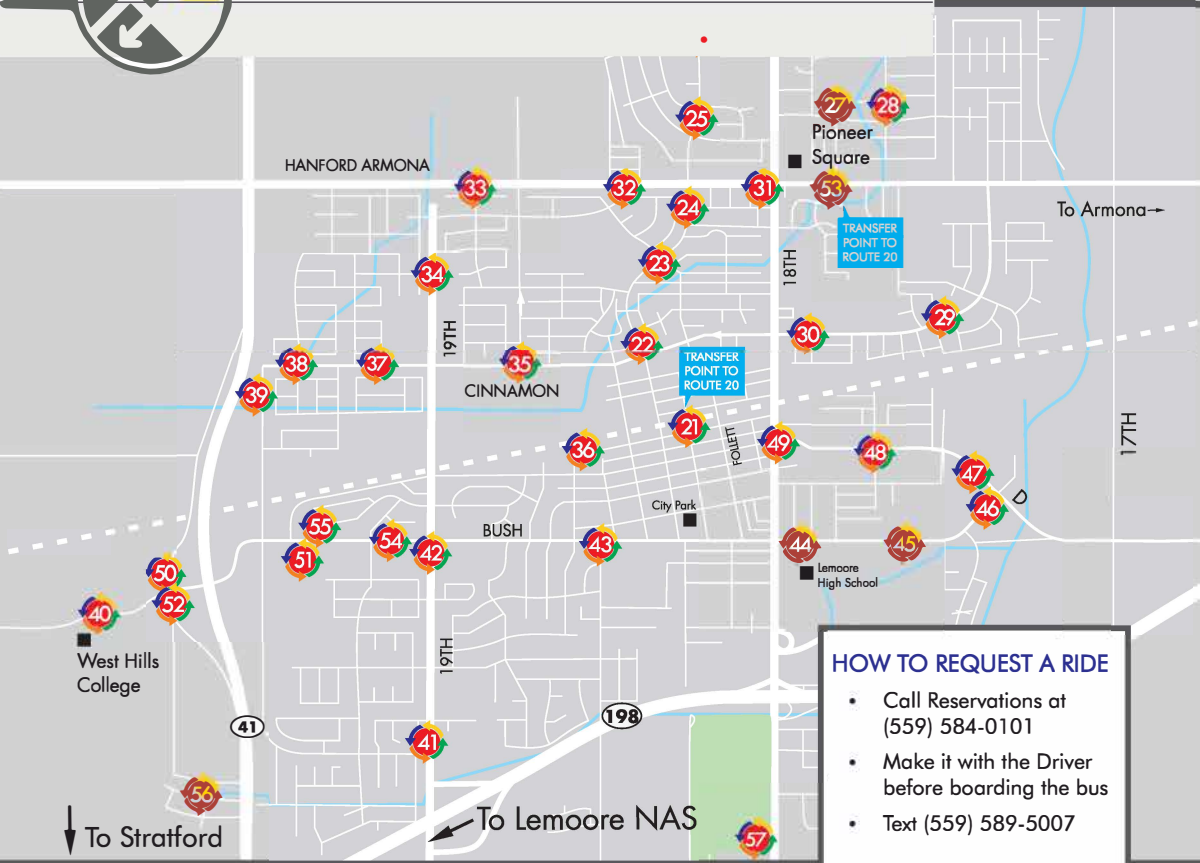 25
27
28
Pioneer
Square
HANFORD ARMONA
33
32
24
31
53
To Armona
TRANSFER
POINT TO
ROUTE 20
34
23
18TH
19TH
22
30
29
38
37
35
CINNAMON
39
TRANSFER
POINT TO
ROUTE 20
21
FOLLETT
36
49
48
17TH
47
D
46
City Park
55
54
BUSH
42
43
44
45
51
Lemoore
High School
50
52
40
West Hills
College
19TH
41
198
41
56
To Stratford
To Lemoore NAS
57
HOW TO REQUEST A RIDE
• Call Reservations at
(559) 584-0101
• Make it with the Driver
before boarding the bus
• Text (559) 589-5007